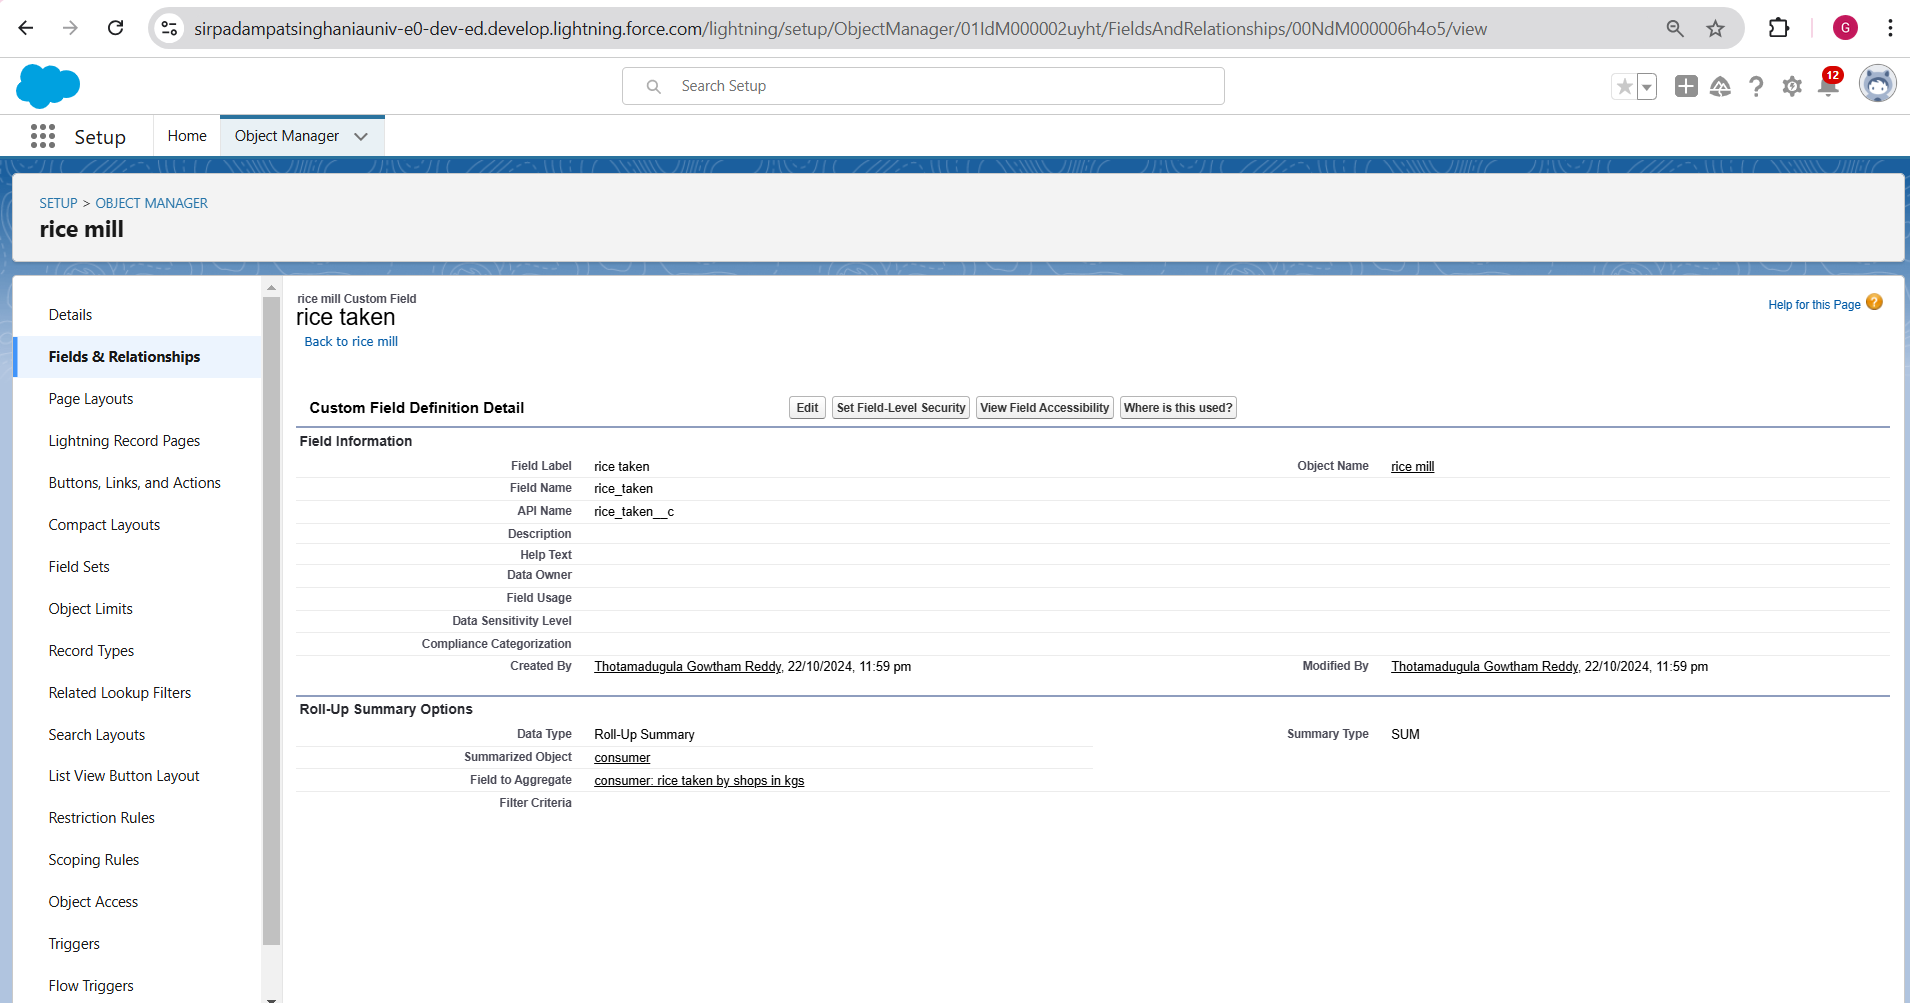 sirpadampatsinghaniauniv-e0-dev-ed.develop.lightning.force.com/lightning/setup/ObjectManager/01IdM000002uyht/FieldsAndRelationships/00NdM000006h4o5/view
G
Search Setup
12
Setup
Home
Object Manager
SETUP > OBJECT MANAGER
rice mill
Details
Fields & Relationships
Page Layouts
Lightning Record Pages
Buttons, Links, and Actions
Compact Layouts
Field Sets
Object Limits
Record Types
Related Lookup Filters
Search Layouts
List View Button Layout
Restriction Rules
Scoping Rules
Object Access
Triggers
Flow Triggers
rice mill Custom Field
rice taken
Back to rice mill
Help for this Page ?
Custom Field Definition Detail
Edit Set Field-Level Security View Field Accessibility Where is this used?
Field Information
Field Label rice taken Object Name rice mill
Field Name rice_taken
API Name rice_taken__c
Description
Help Text
Data Owner
Field Usage
Data Sensitivity Level
Compliance Categorization
Created By Thotamadugula Gowtham Reddy, 22/10/2024, 11:59 pm Modified By Thotamadugula Gowtham Reddy, 22/10/2024, 11:59 pm
Roll-Up Summary Options
Data Type Roll-Up Summary Summary Type SUM
Summarized Object consumer
Field to Aggregate consumer: rice taken by shops in kgs
Filter Criteria